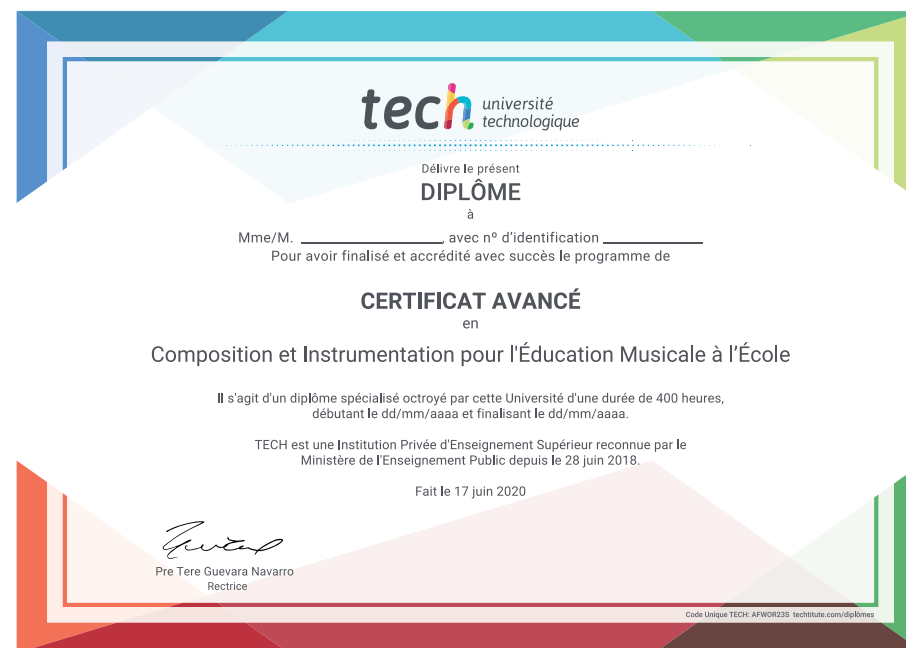 tech université
technologique
Délivre le présent
DIPLÔME
à
Mme/M. ____________________, avec nº d'identification ______________
Pour avoir finalisé et accrédité avec succès le programme de
CERTIFICAT AVANCÉ
en
Composition et Instrumentation pour l'Éducation Musicale à l'École
Il s'agit d'un diplôme spécialisé octroyé par cette Université d'une durée de 400 heures,
débutant le dd/mm/aaaa et finalisant le dd/mm/aaaa.
TECH est une Institution Privée d'Enseignement Supérieur reconnue par le
Ministère de l'Enseignement Public depuis le 28 juin 2018.
Fait le 17 juin 2020
Pre Tere Guevara Navarro
Rectrice
Code Unique TECH: AFWOR23S techtitute.com/diplômes